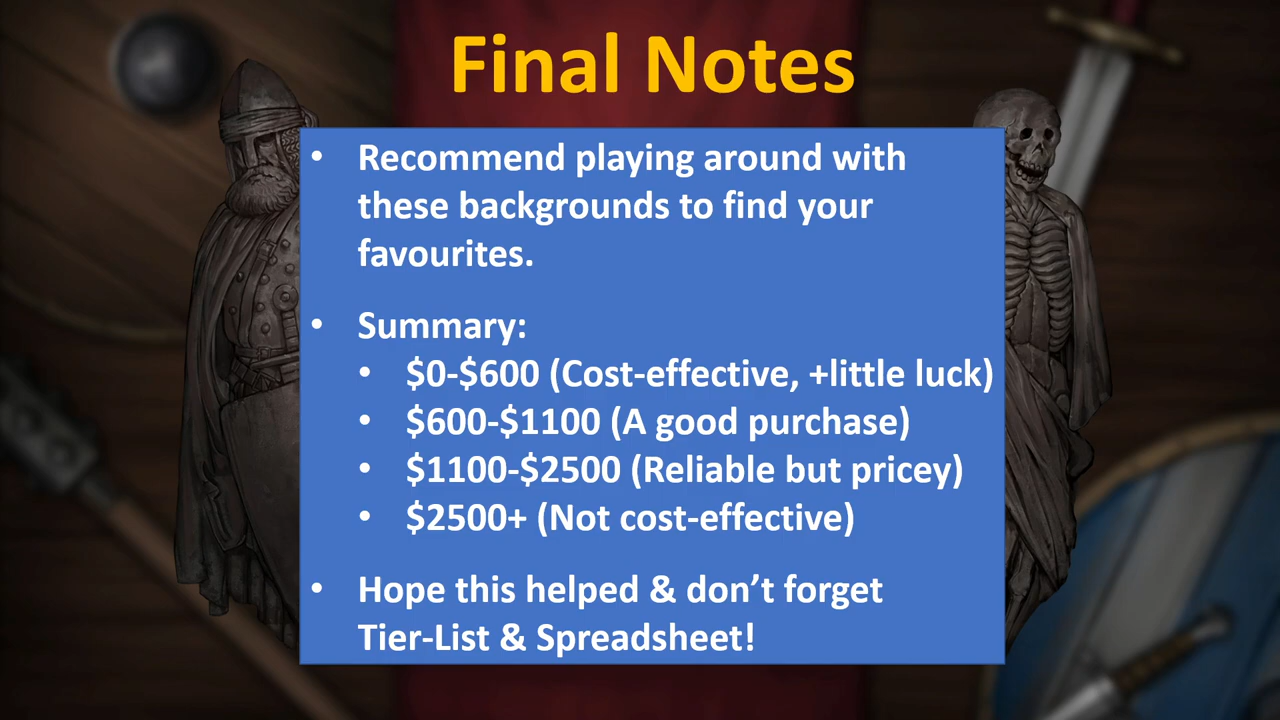 Final Notes
• Recommend playing around with
these backgrounds to find your
favourites.
• Summary:
• $0-$600 (Cost-effective, +little luck)
• $600-$1100 (A good purchase)
• $1100-$2500 (Reliable but pricey)
• $2500+ (Not cost-effective)
• Hope this helped & don’t forget
Tier-List & Spreadsheet!